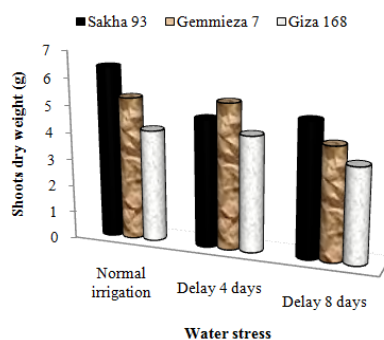 Sakha 93 Gemmieza 7 Giza 168
7
6
5
4
3
2
1
0
Shoots dry weight (g)
Normal
irrigation
Delay 4 days
Delay 8 days
Water stress